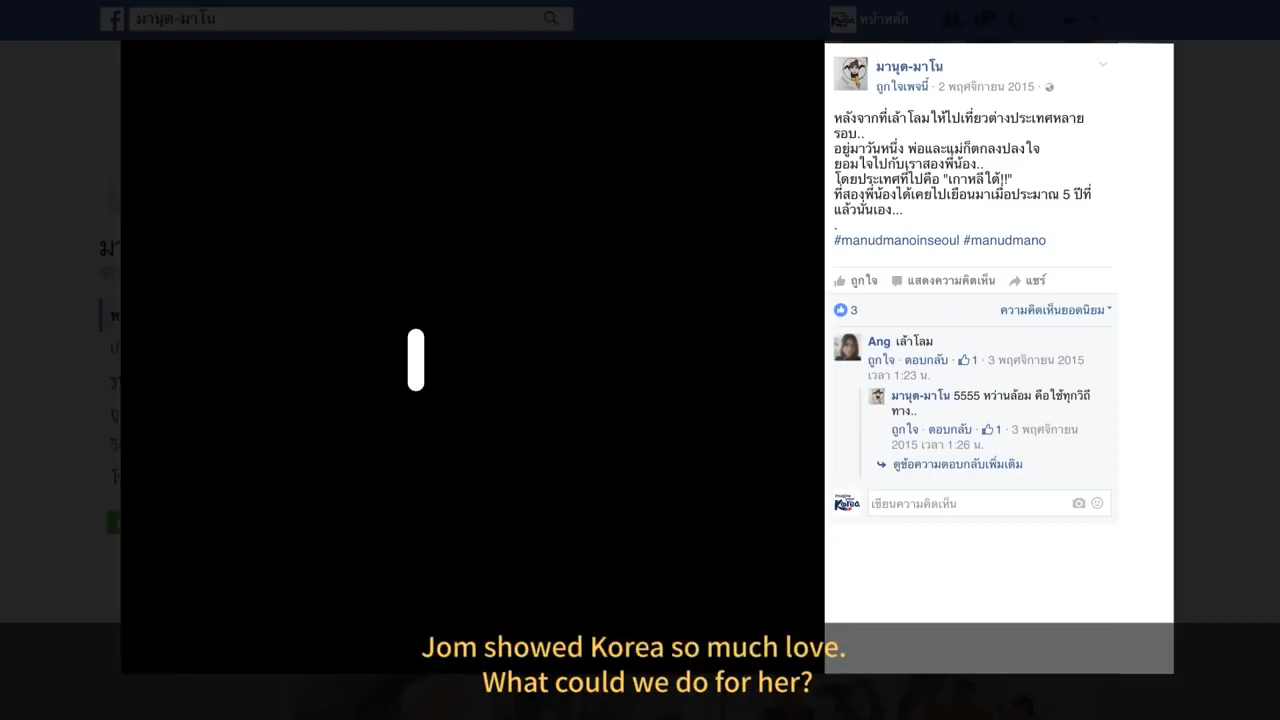 มานุด-มาโน
หน้าหลัก
มานุด-มาโน
ถูกใจเพจนี้ · 2 พฤศจิกายน 2015 ·
หลังจากที่เล้าโลมให้ไปเที่ยวต่างประเทศหลาย
รอบ..
อยู่มาวันหนึ่ง พ่อและแม่ก็ตกลงปลงใจ
ยอมใจไปกับเราสองพี่น้อง..
โดยประเทศที่ไปคือ "เกาหลีใต้!!"
ที่สองพี่น้องได้เคยไปเยือนมาเมื่อประมาณ 5 ปีที่
แล้วนั่นเอง...
.
#manudmanoinseoul #manudmano
ถูกใจ แสดงความคิดเห็น แชร์
3 ความคิดเห็นยอดนิยม
Ang เล้าโลม
ถูกใจ · ตอบกลับ · 1 · 3 พฤศจิกายน 2015
เวลา 1:23 น.
มานุด-มาโน 5555 หว่านล้อม คือใช้ทุกวิถี
ทาง..
ถูกใจ · ตอบกลับ · 1 · 3 พฤศจิกายน
2015 เวลา 1:26 น.
ดูข้อความตอบกลับเพิ่มเติม
Imagine your Korea
เขียนความคิดเห็น
Jom showed Korea so much love.
What could we do for her?